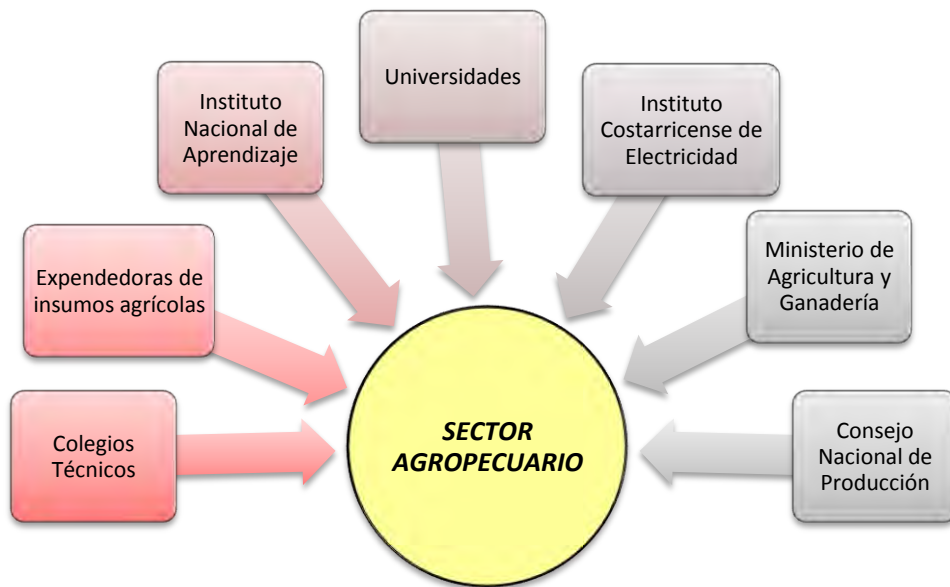 Universidades
Instituto
Nacional de
Aprendizaje
Instituto
Costarricense de
Electricidad
Expendedoras de
insumos agrícolas
Ministerio de
Agricultura y
Ganadería
Colegios
Técnicos
SECTOR
AGROPECUARIO
Consejo
Nacional de
Producción